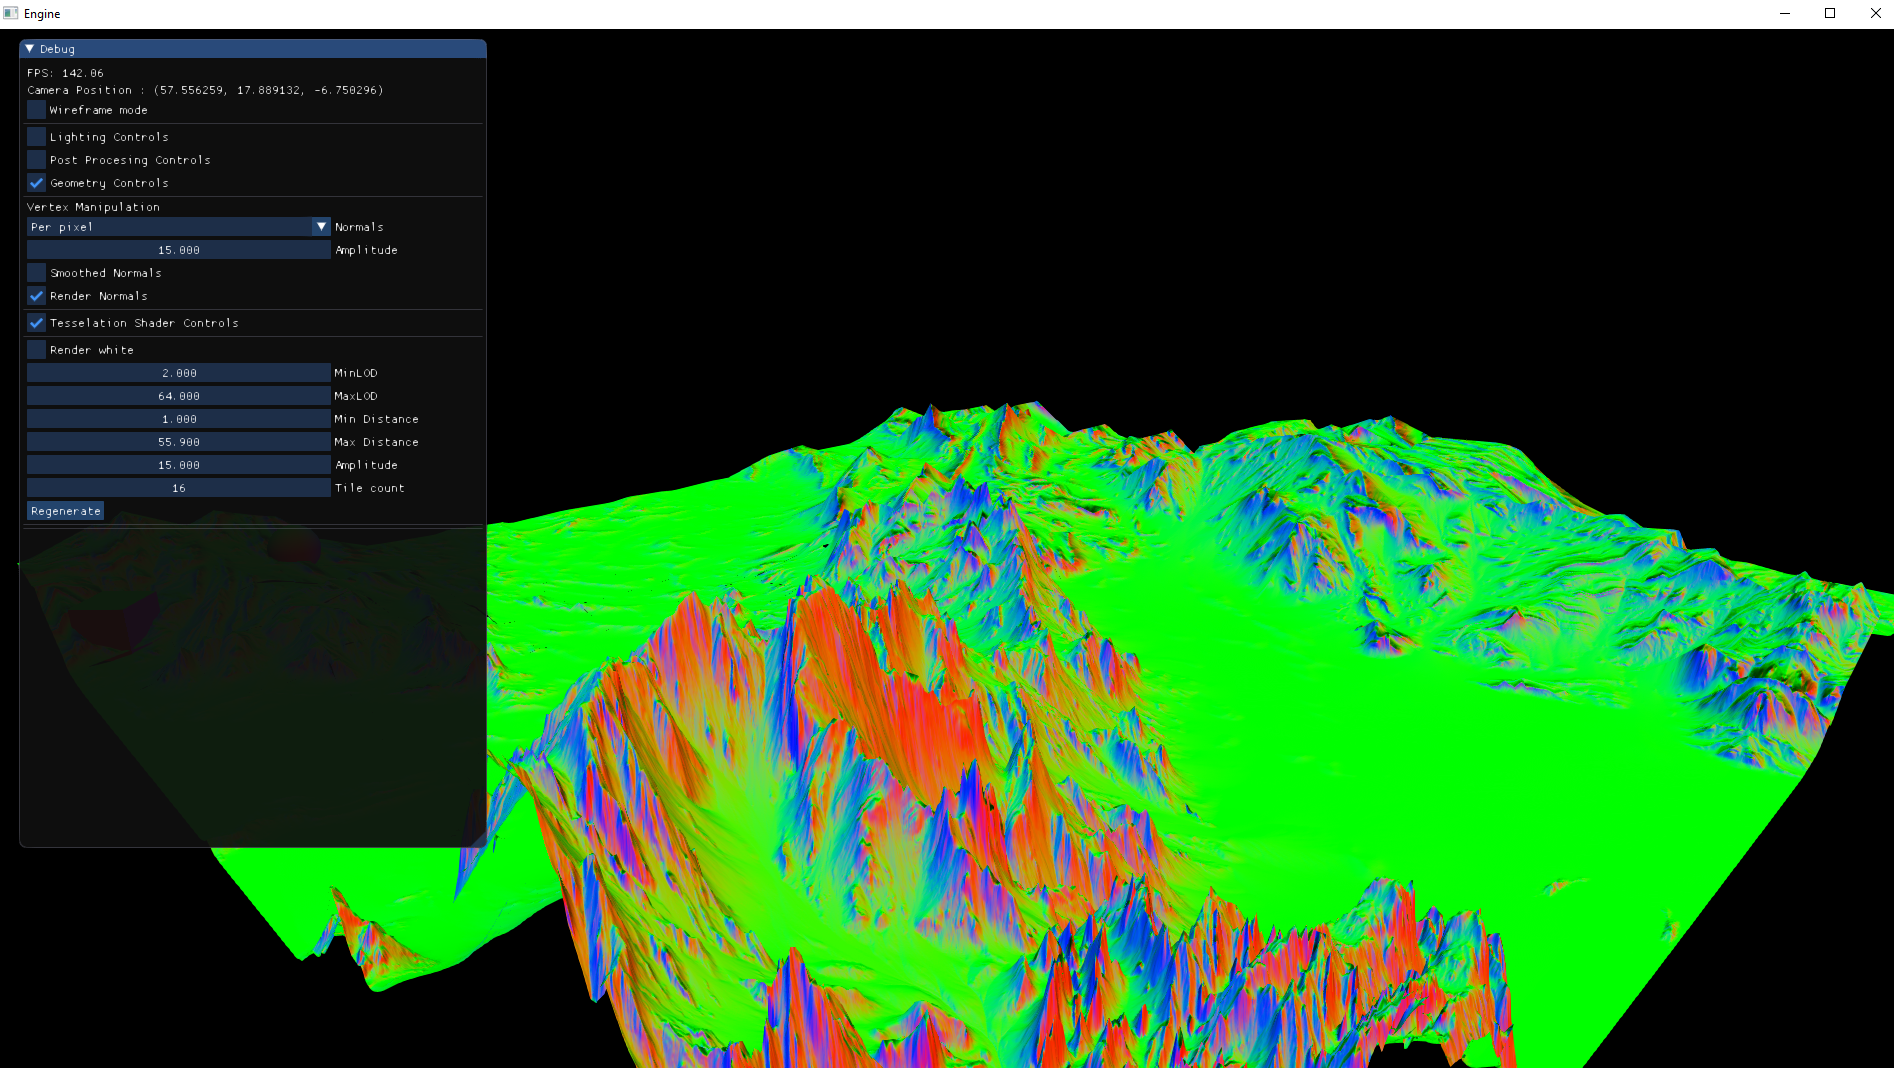 Engine
Debug
FPS: 142.06
Camera Position : (57.556259, 17.889132, -6.750296)
Wireframe mode
Lighting Controls
Post Procesing Controls
Geometry Controls
Vertex Manipulation
Per pixel Normals
15.000 Amplitude
Smoothed Normals
Render Normals
Tesselation Shader Controls
Render white
2.000 MinLOD
64.000 MaxLOD
1.000 Min Distance
55.900 Max Distance
15.000 Amplitude
16 Tile count
Regenerate